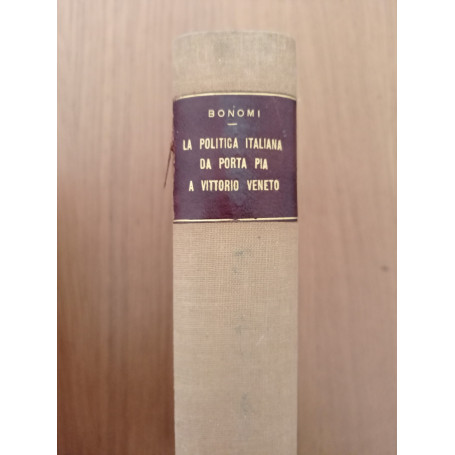 BONOMI
LA POLITICA ITALIANA
DA PORTA PIA
A VITTORIO VENETO